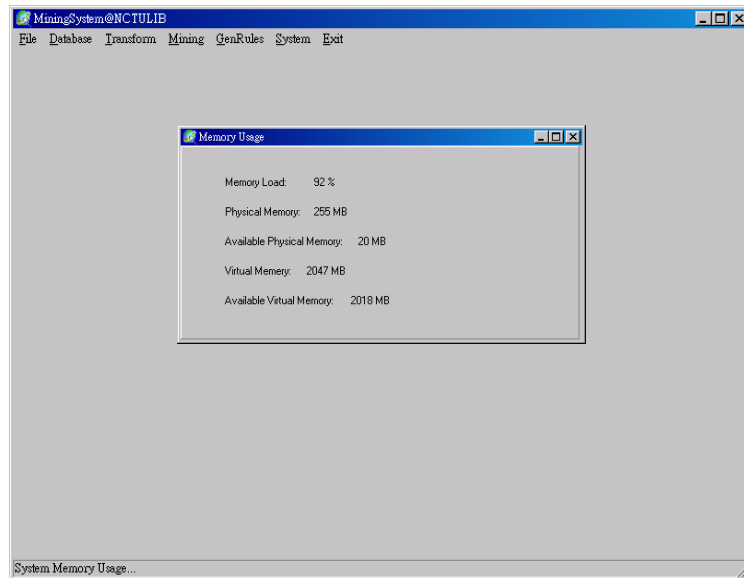 MiningSystem@NCTULIB
File Database Transform Mining GenRules System Exit
Memory Usage
Memory Load: 92 %
Physical Memory: 255 MB
Available Physical Memory: 20 MB
Virtual Memery: 2047 MB
Available Virtual Memory: 2018 MB
System Memory Usage...